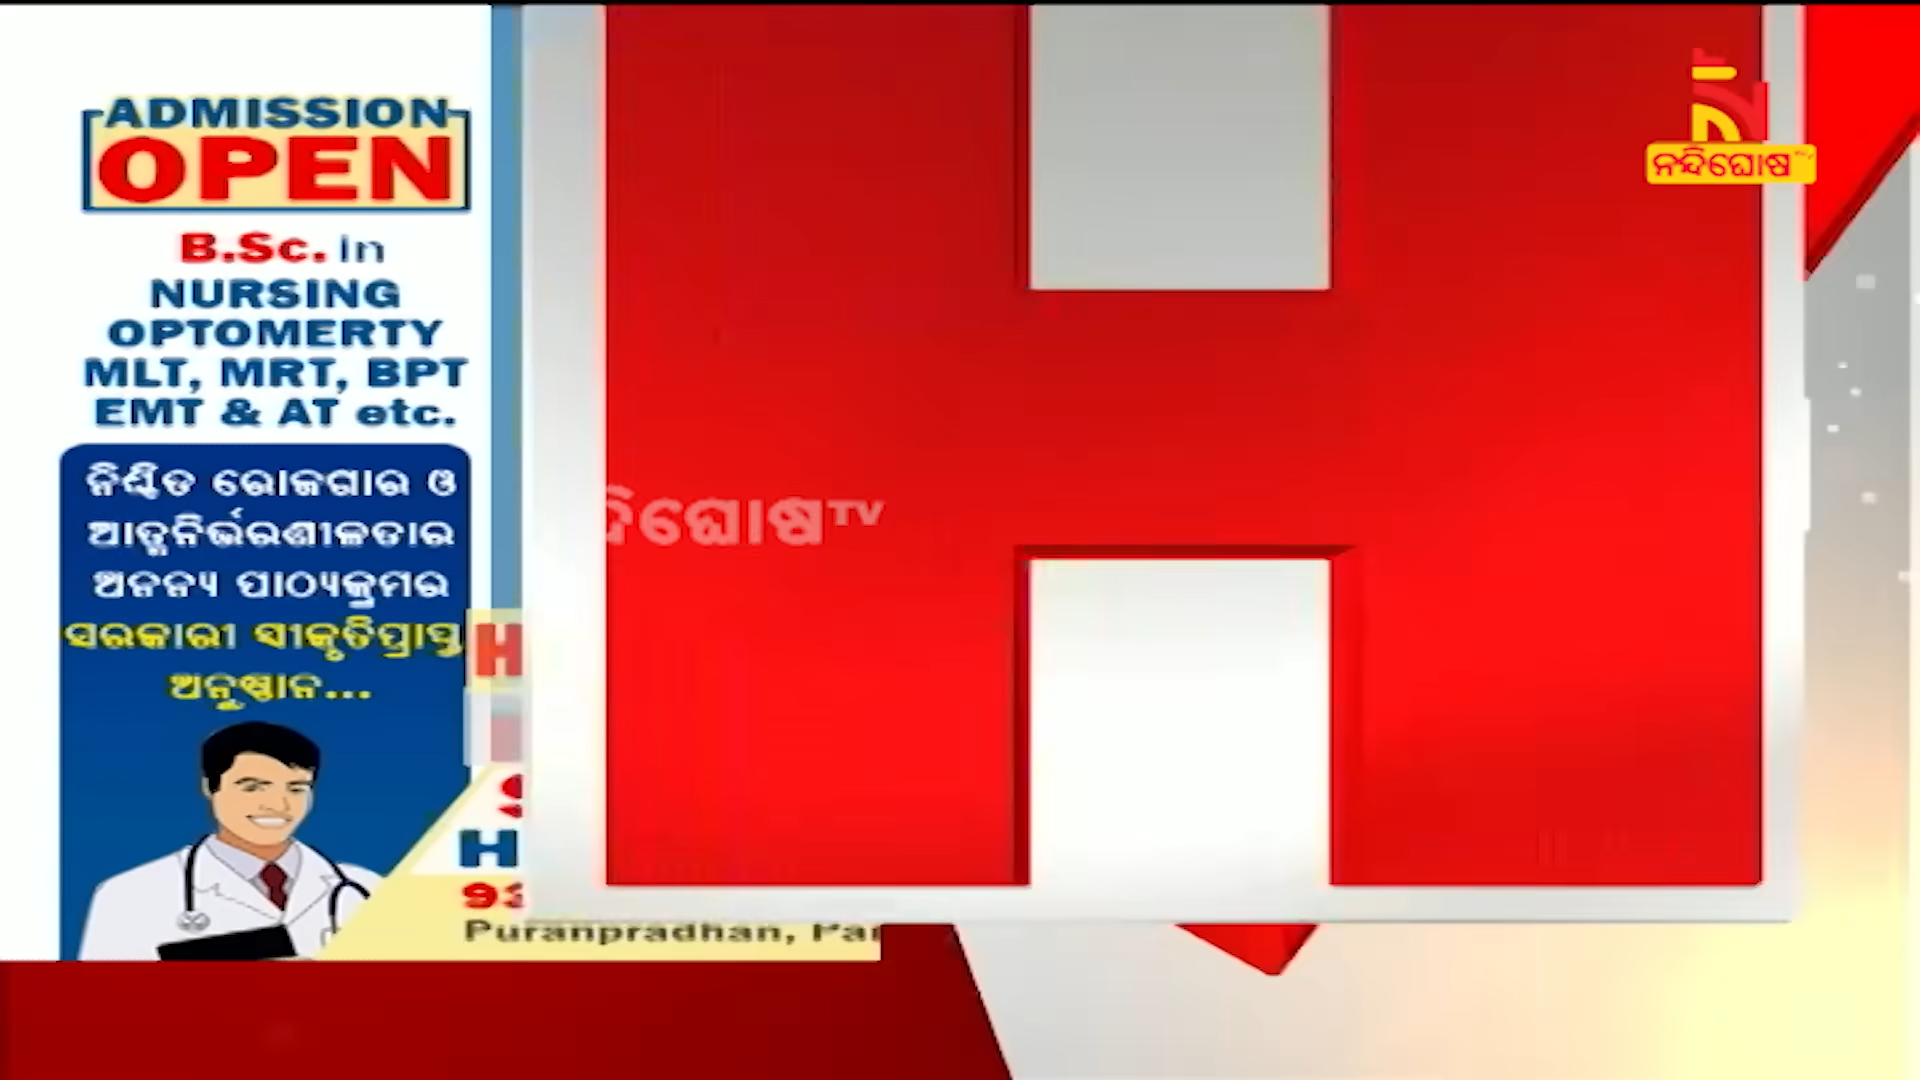 ADMISSION
OPEN
B.Sc. in
NURSING
OPTOMERTY
MLT, MRT, BPT
EMT & AT etc.
ନିଶ୍ଚିତ ରୋଜଗାର ଓ
ଆତ୍ମନିର୍ଭରଶୀଳତାର
ଅନନ୍ୟ ପାଠ୍ୟକ୍ରମର
ସରକାରୀ ସୀକୃତିପ୍ରାପ୍ତ
ଅନୁଷ୍ଠାନ...
H
H
Puranpradhan,
ନ୍ଦିଘୋଷTV
H
ନନ୍ଦିଘୋଷ TV